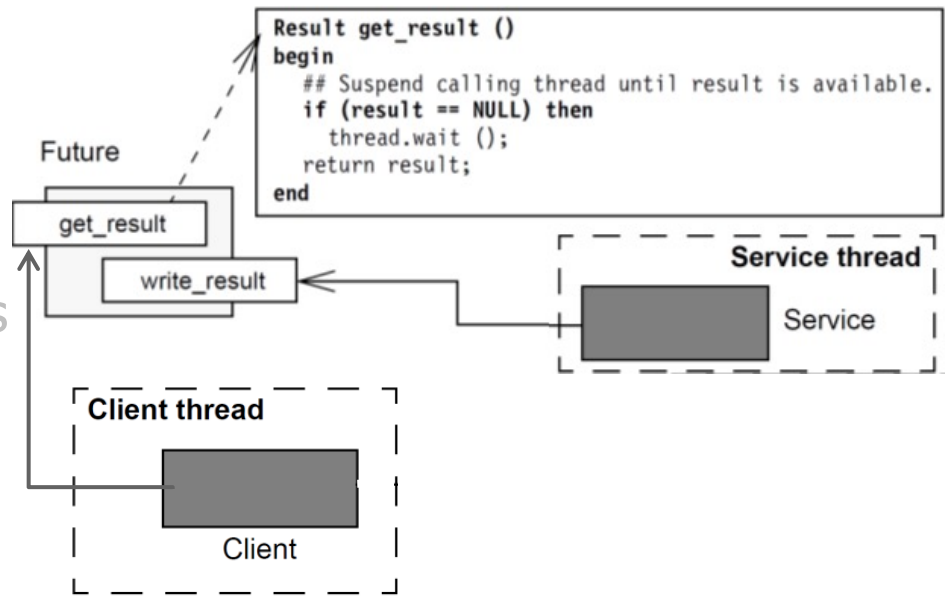 Result get_result ()
begin
## Suspend calling thread until result is available.
if (result == NULL) then
thread.wait ();
return result;
end
Future
get_result
write_result
Service thread
Service
s
Client thread
Client